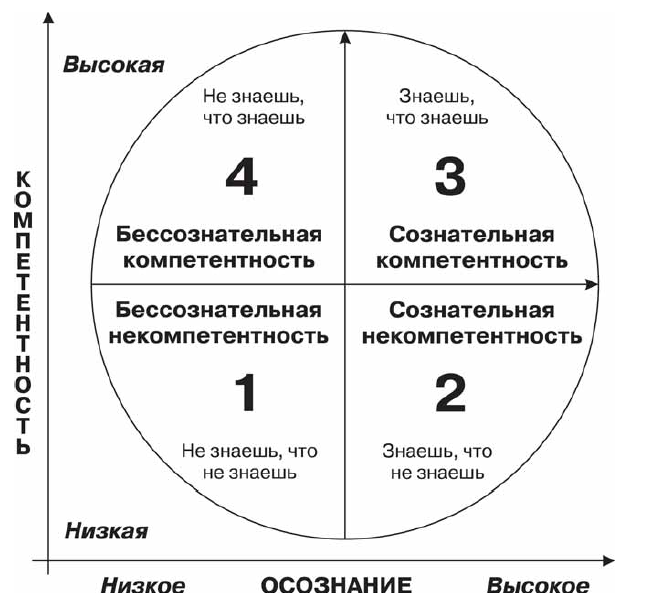 Высокая
КОМПЕТЕНТНОСТЬ
Не знаешь,
что знаешь
4
Бессознательная
компетентность
Знаешь,
что знаешь
3
Сознательная
компетентность
Бессознательная
некомпетентность
1
Не знаешь, что
не знаешь
Сознательная
некомпетентность
2
Знаешь, что
не знаешь
Низкая
Низкое
ОСОЗНАНИЕ
Высокое